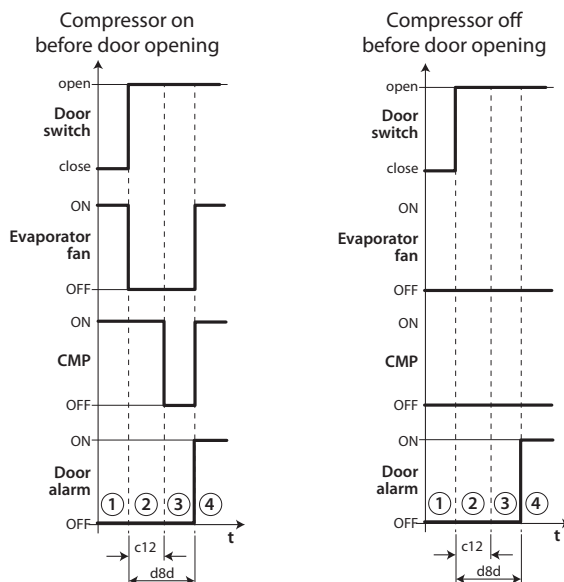 Compressor on
before door opening
open
Door
switch
close
ON
Evaporator
fan
OFF
ON
CMP
OFF
ON
Door
alarm
OFF
1 2 3 4
t
c12
d8d
Compressor off
before door opening
open
Door
switch
close
ON
Evaporator
fan
OFF
ON
CMP
OFF
ON
Door
alarm
OFF
1 2 3 4
t
c12
d8d